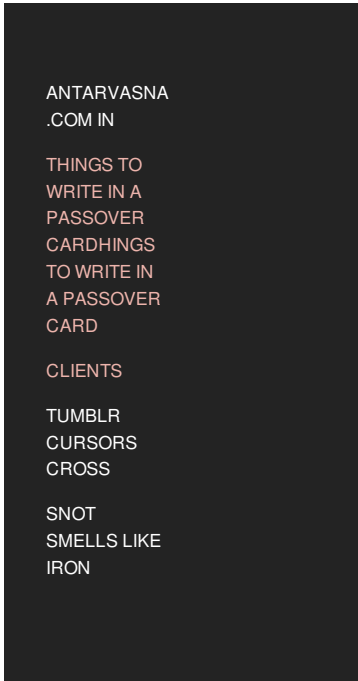 ANTARVASNA
.COM IN
THINGS TO
WRITE IN A
PASSOVER
CARDHINGS
TO WRITE IN
A PASSOVER
CARD
CLIENTS
TUMBLR
CURSORS
CROSS
SNOT
SMELLS LIKE
IRON